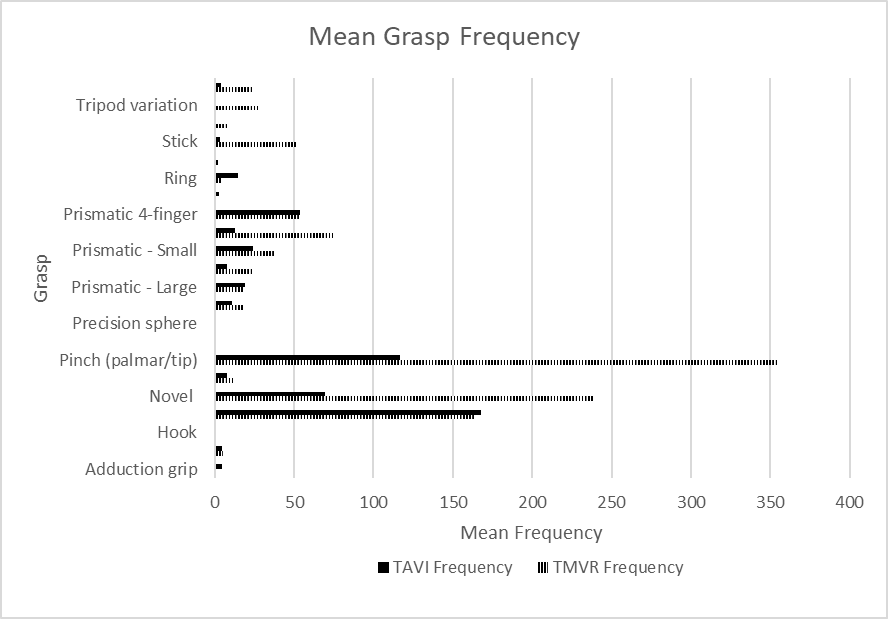 Mean Grasp Frequency
Tripod variation
Stick
Ring
Prismatic 4-finger
Prismatic - Small
Prismatic - Large
Precision sphere
Pinch (palmar/tip)
Novel
Hook
Adduction grip
Grasp
0 50 100 150 200 250 300 350 400
Mean Frequency
TAVI Frequency TMVR Frequency